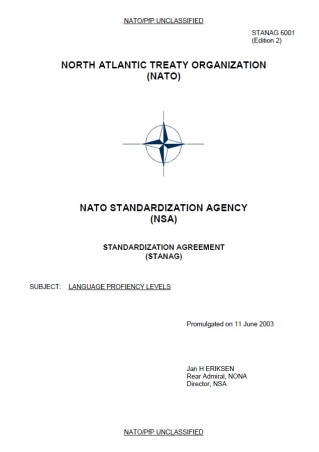 NATO/PfP UNCLASSIFIED
STANAG 6001
(Edition 2)
NORTH ATLANTIC TREATY ORGANIZATION
(NATO)
NATO STANDARDIZATION AGENCY
(NSA)
STANDARDIZATION AGREEMENT
(STANAG)
SUBJECT: LANGUAGE PROFIENCY LEVELS
Promulgated on 11 June 2003
Jan H ERIKSEN
Rear Admiral, NONA
Director, NSA
NATO/PfP UNCLASSIFIED